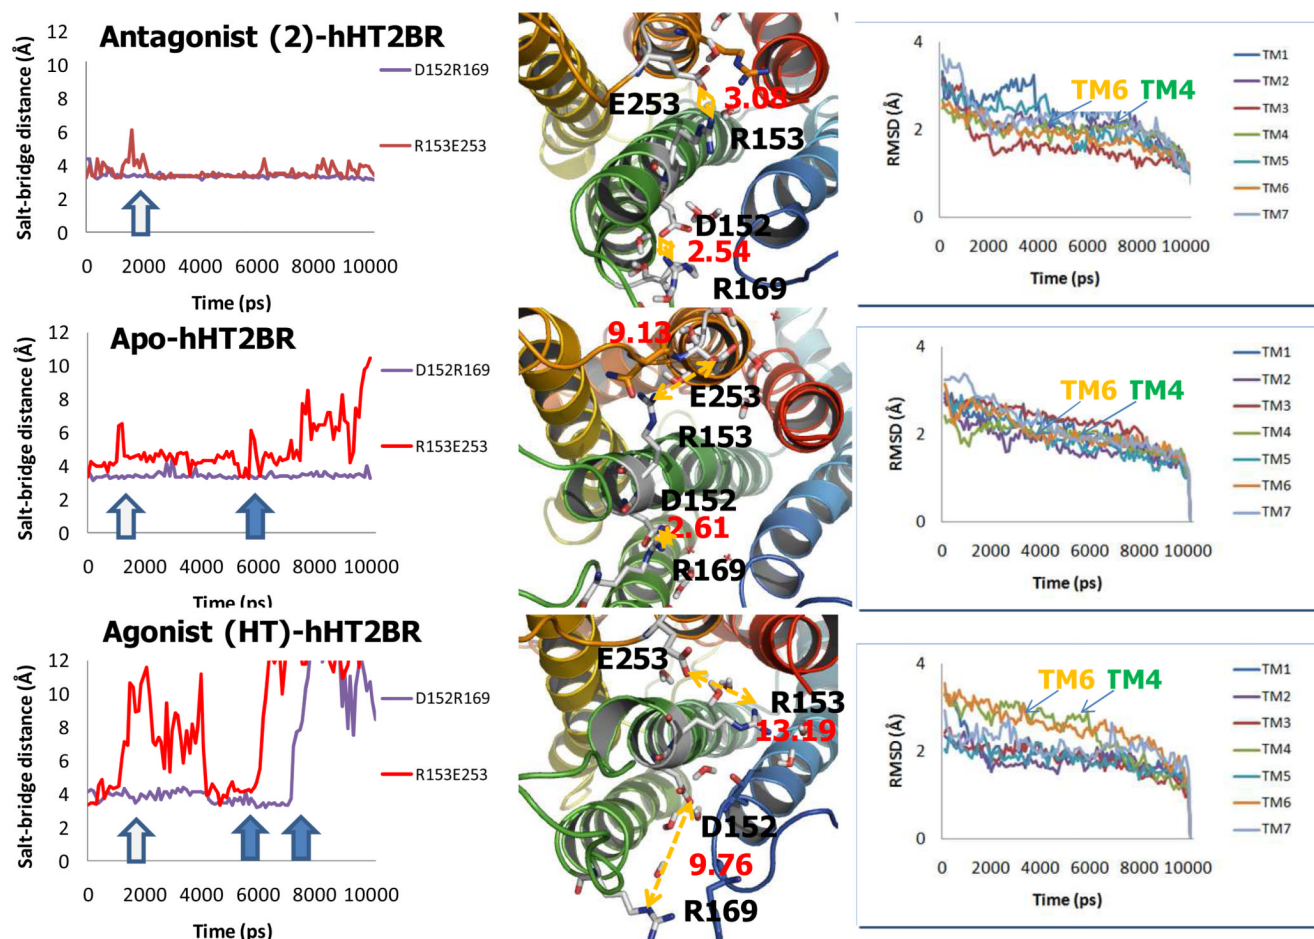 Antagonist (2)-hHT2BR
Salt-bridge distance (Å)
12
10
8
6
4
2
0
0 2000 4000 6000 8000 10000
Time (ps)
D152R169
R153E253
E253
3.08
R153
D152
2.54
R169
RMSD (Å)
4
2
0
0 2000 4000 6000 8000 10000
Time (ps)
TM6 TM4
TM1
TM2
TM3
TM4
TM5
TM6
TM7
Apo-hHT2BR
Salt-bridge distance (Å)
12
10
8
6
4
2
0
0 2000 4000 6000 8000 10000
Time (ps)
D152R169
R153E253
9.13
E253
R153
D152
2.61
R169
RMSD (Å)
4
2
0
0 2000 4000 6000 8000 10000
Time (ps)
TM6 TM4
TM1
TM2
TM3
TM4
TM5
TM6
TM7
Agonist (HT)-hHT2BR
Salt-bridge distance (Å)
12
10
8
6
4
2
0
0 2000 4000 6000 8000 10000
Time (ps)
D152R169
R153E253
E253
R153
13.19
D152
9.76
R169
RMSD (Å)
4
2
0
0 2000 4000 6000 8000 10000
Time (ps)
TM6 TM4
TM1
TM2
TM3
TM4
TM5
TM6
TM7